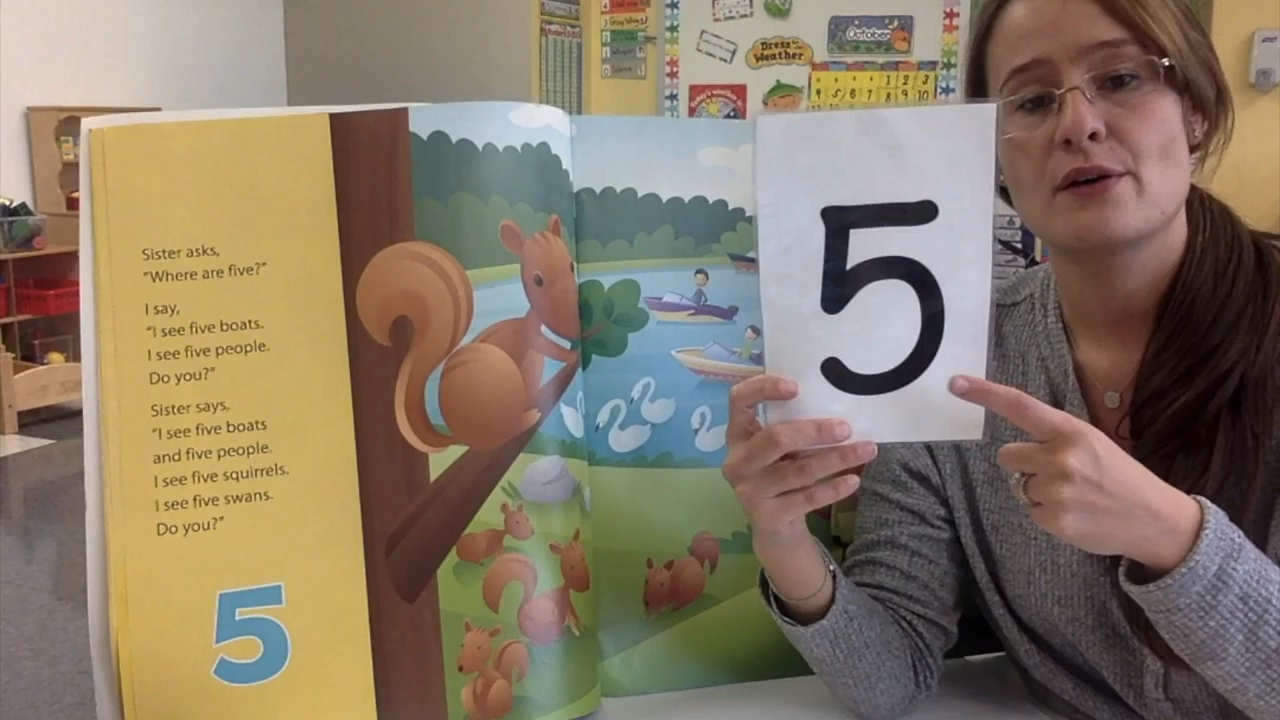 October
Dress for the
Weather
1 2 3
4 5 6 7 8 9 10
Sister asks,
"Where are five?"
I say,
"I see five boats.
I see five people.
Do you?"
Sister says,
"I see five boats
and five people.
I see five squirrels.
I see five swans.
Do you?"
5
5